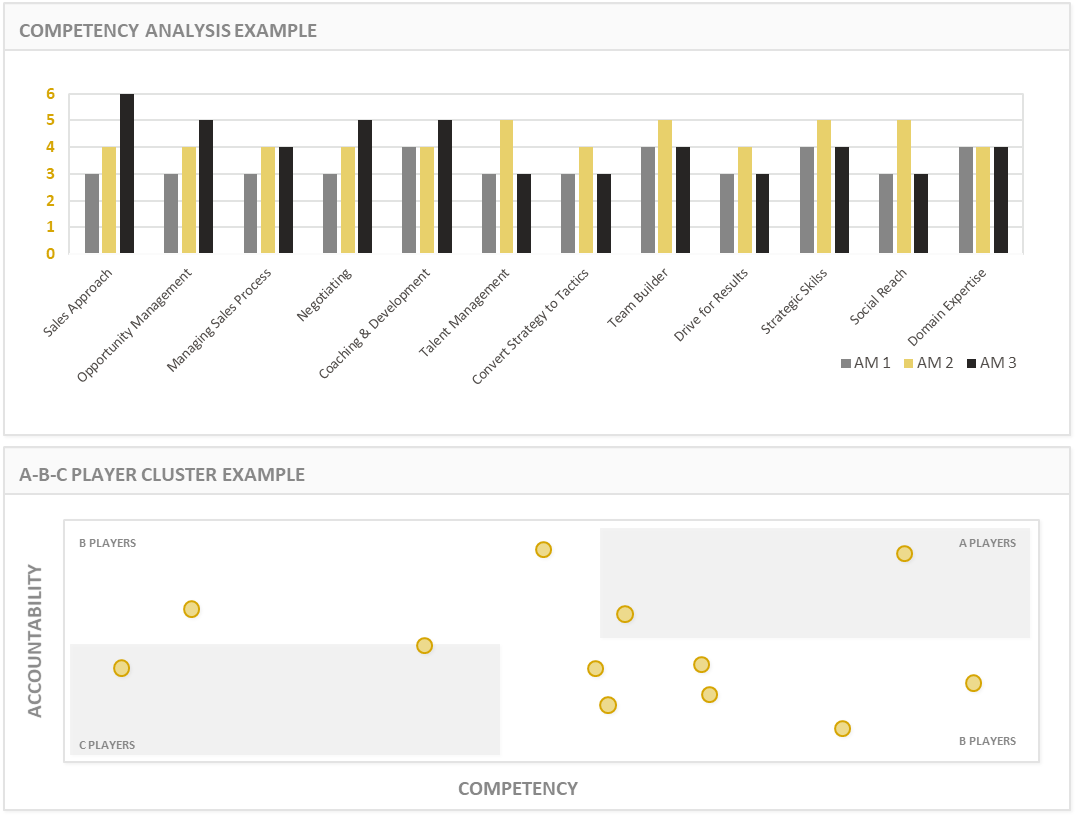 COMPETENCY ANALYSIS EXAMPLE
6
5
4
3
2
1
0
Sales Approach
Opportunity Management
Managing Sales Process
Negotiating
Coaching & Development
Talent Management
Convert Strategy to Tactics
Team Builder
Drive for Results
Strategic Skilss
Social Reach
Domain Expertise
AM 1 AM 2 AM 3
A-B-C PLAYER CLUSTER EXAMPLE
ACCOUNTABILITY
B PLAYERS
A PLAYERS
C PLAYERS
B PLAYERS
COMPETENCY